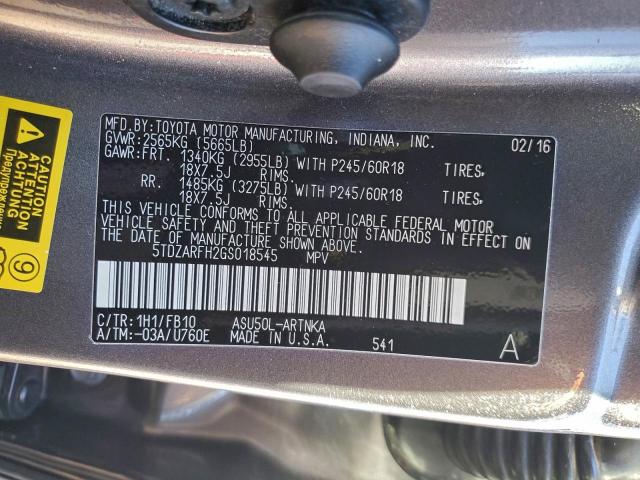 MFD.BY:TOYOTA MOTOR MANUFACTURING, INDIANA, INC. 02/16
GVWR:2565KG (5665LB)
GAWR:FRT. 1340KG (2955LB) WITH P245/60R18 TIRES,
18X7.5J RIMS.
RR. 1485KG (3275LB) WITH P245/60R18 TIRES,
18X7.5J RIMS.
THIS VEHICLE CONFORMS TO ALL APPLICABLE FEDERAL MOTOR
VEHICLE SAFETY AND THEFT PREVENTION STANDARDS IN EFFECT ON
THE DATE OF MANUFACTURE SHOWN ABOVE.
5TDZARFH2GS018545 MPV
C/TR:1H1/FB10 ASU50L-ARTNKA
A/TM:-03A/U760E MADE IN U.S.A. 541 A
ATTENTION
ACHTUNG
9